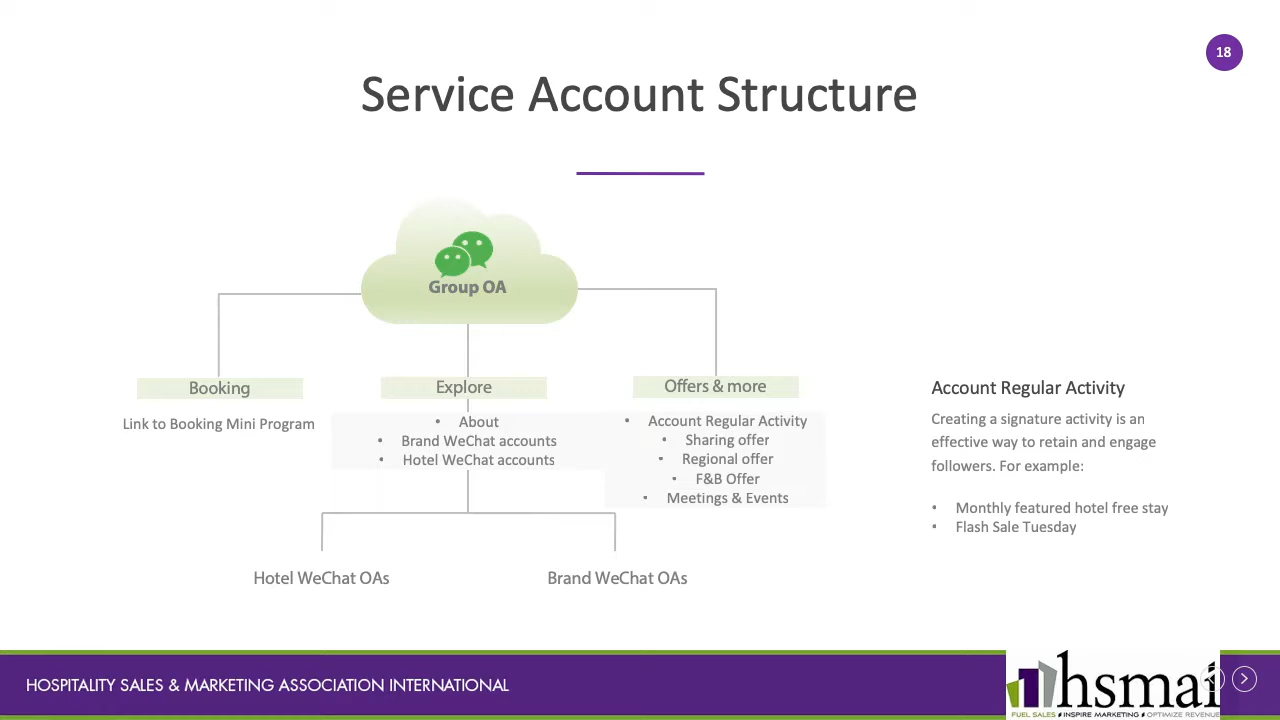 18
Service Account Structure
Group OA
Booking
Link to Booking Mini Program
Explore
• About
• Brand WeChat accounts
• Hotel WeChat accounts
Offers & more
• Account Regular Activity
• Sharing offer
• Regional offer
• F&B Offer
• Meetings & Events
Hotel WeChat OAs
Brand WeChat OAs
Account Regular Activity
Creating a signature activity is an
effective way to retain and engage
followers. For example:
• Monthly featured hotel free stay
• Flash Sale Tuesday
HOSPITALITY SALES & MARKETING ASSOCIATION INTERNATIONAL
hsmai
FUEL SALES INSPIRE MARKETING OPTIMIZE REVENUE